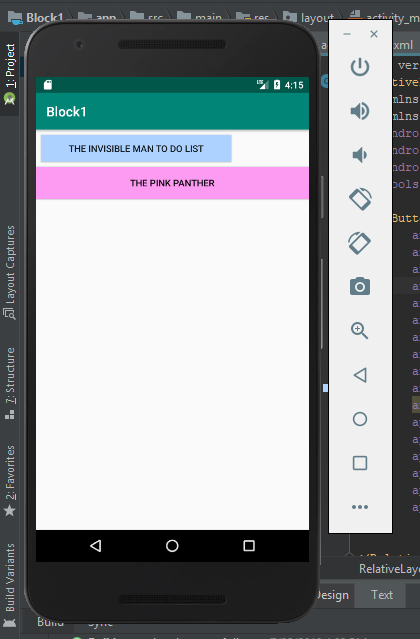 Block1 app src main res layout activity_m
1: Project
Layout Captures
7: Structure
2: Favorites
Build Variants
4:15
Block1
THE INVISIBLE MAN TO DO LIST
THE PINK PANTHER
xml
ver
mlns
mlns
ndro
ndro
ndro
ools
Butt
RelativeLay
Design Text
Build Sync